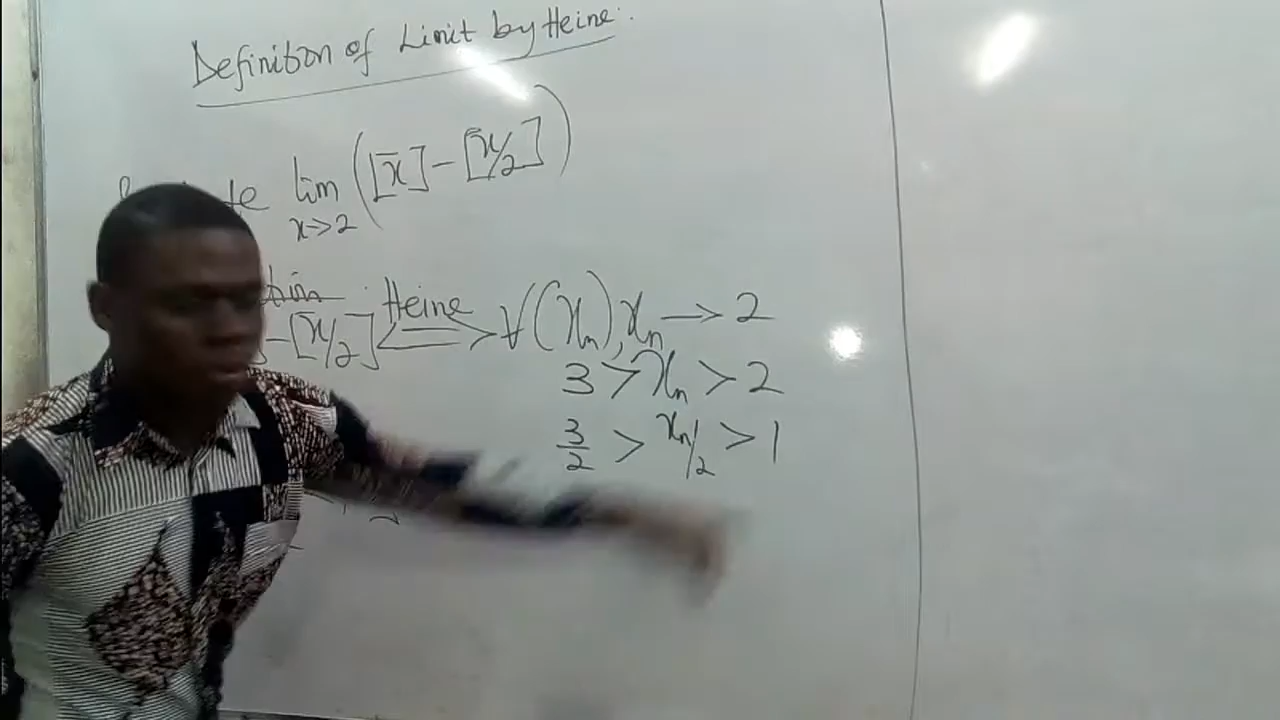 Definition of Limit by Heine:
lim ([x] - [x/2])
x→2
Heine
- [x/2] <=> ∀(xₙ), xₙ → 2
3 > xₙ > 2
3/2 > xₙ/2 > 1